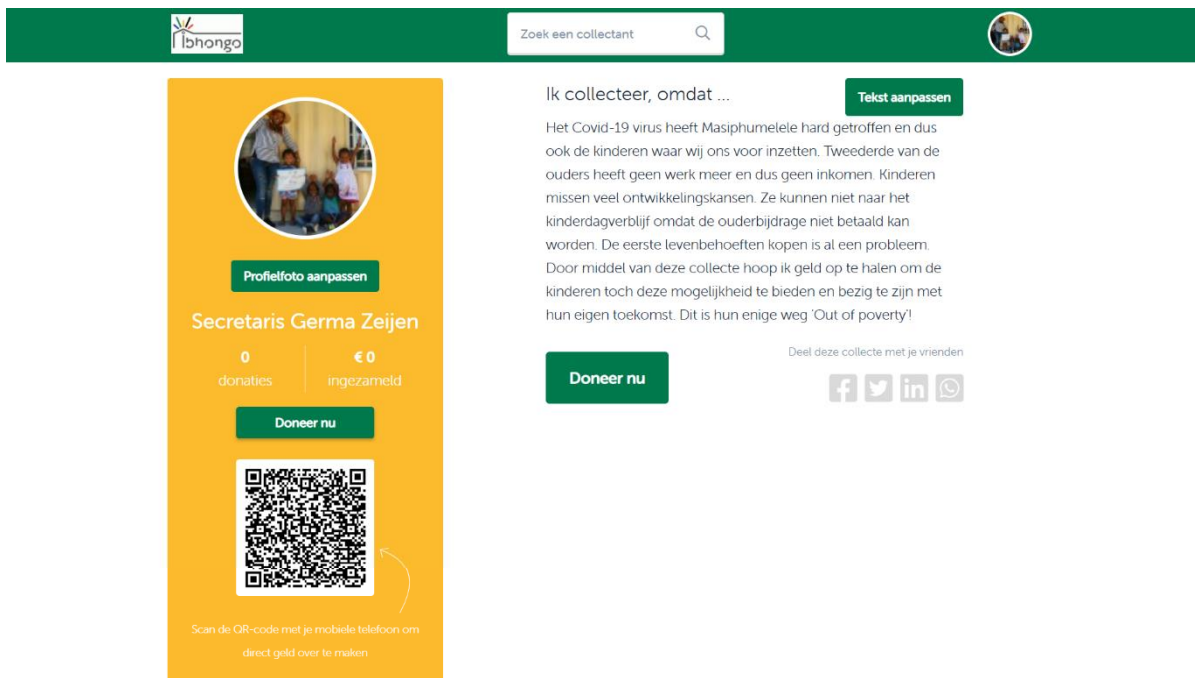 Ibhongo
Zoek een collectant
Profielfoto aanpassen
Secretaris Germa Zeijen
0
donaties
€ 0
ingezameld
Doneer nu
Scan de QR-code met je mobiele telefoon om
direct geld over te maken
Ik collecteer, omdat ...
Tekst aanpassen
Het Covid-19 virus heeft Masiphumelele hard getroffen en dus
ook de kinderen waar wij ons voor inzetten. Tweederde van de
ouders heeft geen werk meer en dus geen inkomen. Kinderen
missen veel ontwikkelingskansen. Ze kunnen niet naar het
kinderdagverblijf omdat de ouderbijdrage niet betaald kan
worden. De eerste levenbehoeften kopen is al een probleem.
Door middel van deze collecte hoop ik geld op te halen om de
kinderen toch deze mogelijkheid te bieden en bezig te zijn met
hun eigen toekomst. Dit is hun enige weg 'Out of poverty'!
Doneer nu
Deel deze collecte met je vrienden